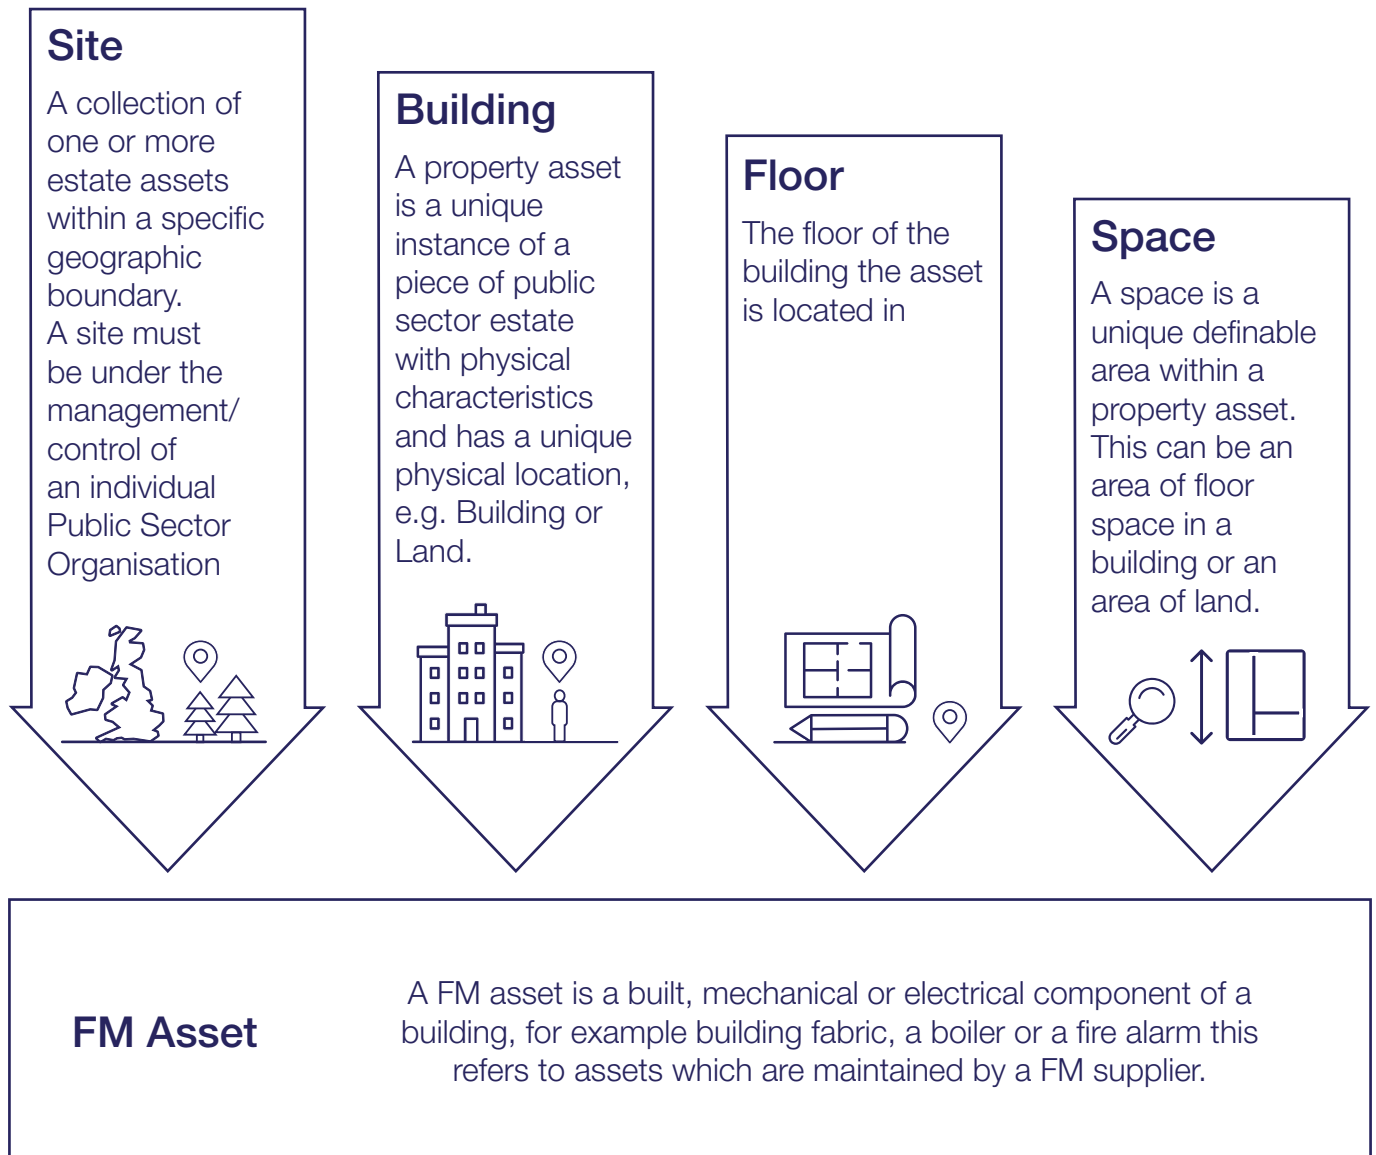 Site
A collection of
one or more
estate assets
within a specific
geographic
boundary.
A site must
be under the
management/
control of
an individual
Public Sector
Organisation
Building
A property asset
is a unique
instance of a
piece of public
sector estate
with physical
characteristics
and has a unique
physical location,
e.g. Building or
Land.
Floor
The floor of the
building the asset
is located in
Space
A space is a
unique definable
area within a
property asset.
This can be an
area of floor
space in a
building or an
area of land.
FM Asset
A FM asset is a built, mechanical or electrical component of a
building, for example building fabric, a boiler or a fire alarm this
refers to assets which are maintained by a FM supplier.